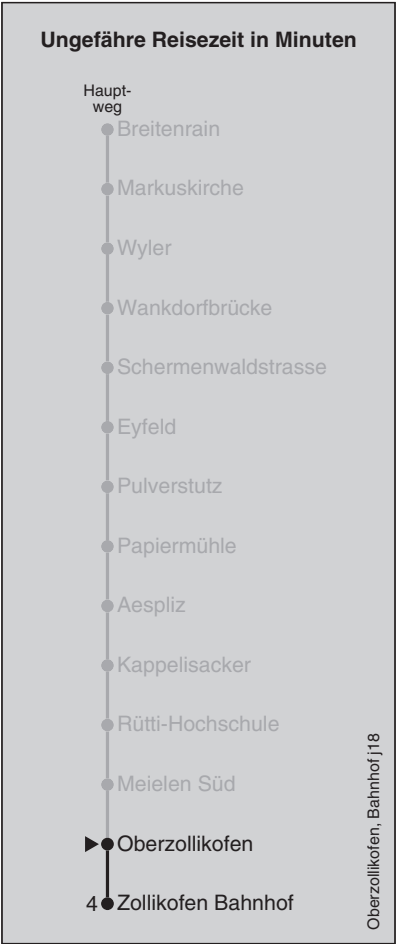 Ungefähre Reisezeit in Minuten
Haupt-
weg
Breitenrain
Markuskirche
Wyler
Wankdorfbrücke
Schermenwaldstrasse
Eyfeld
Pulverstutz
Papiermühle
Aespliz
Kappelisacker
Rütti-Hochschule
Meielen Süd
Oberzollikofen
4 Zollikofen Bahnhof
Oberzollikofen, Bahnhof j18